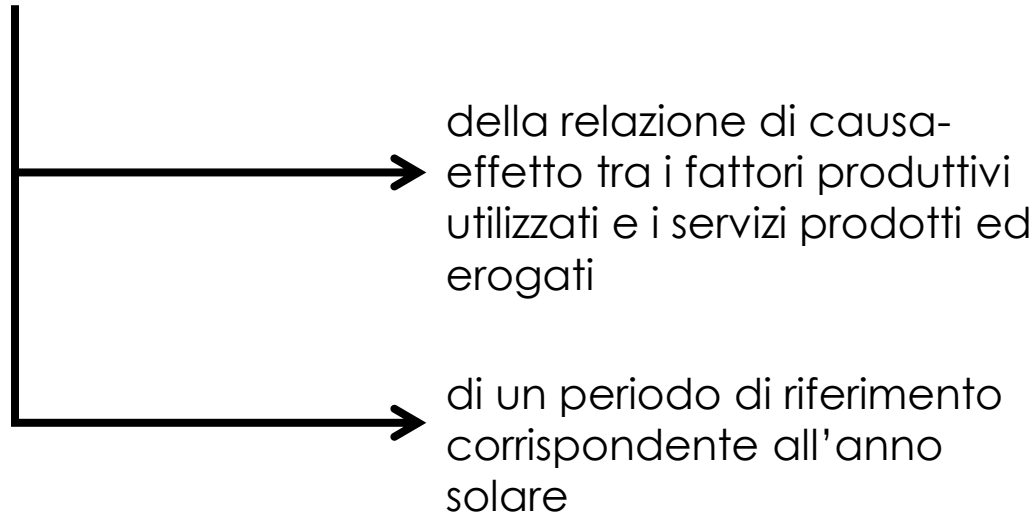 della relazione di causa-
effetto tra i fattori produttivi
utilizzati e i servizi prodotti ed
erogati
di un periodo di riferimento
corrispondente all’anno
solare